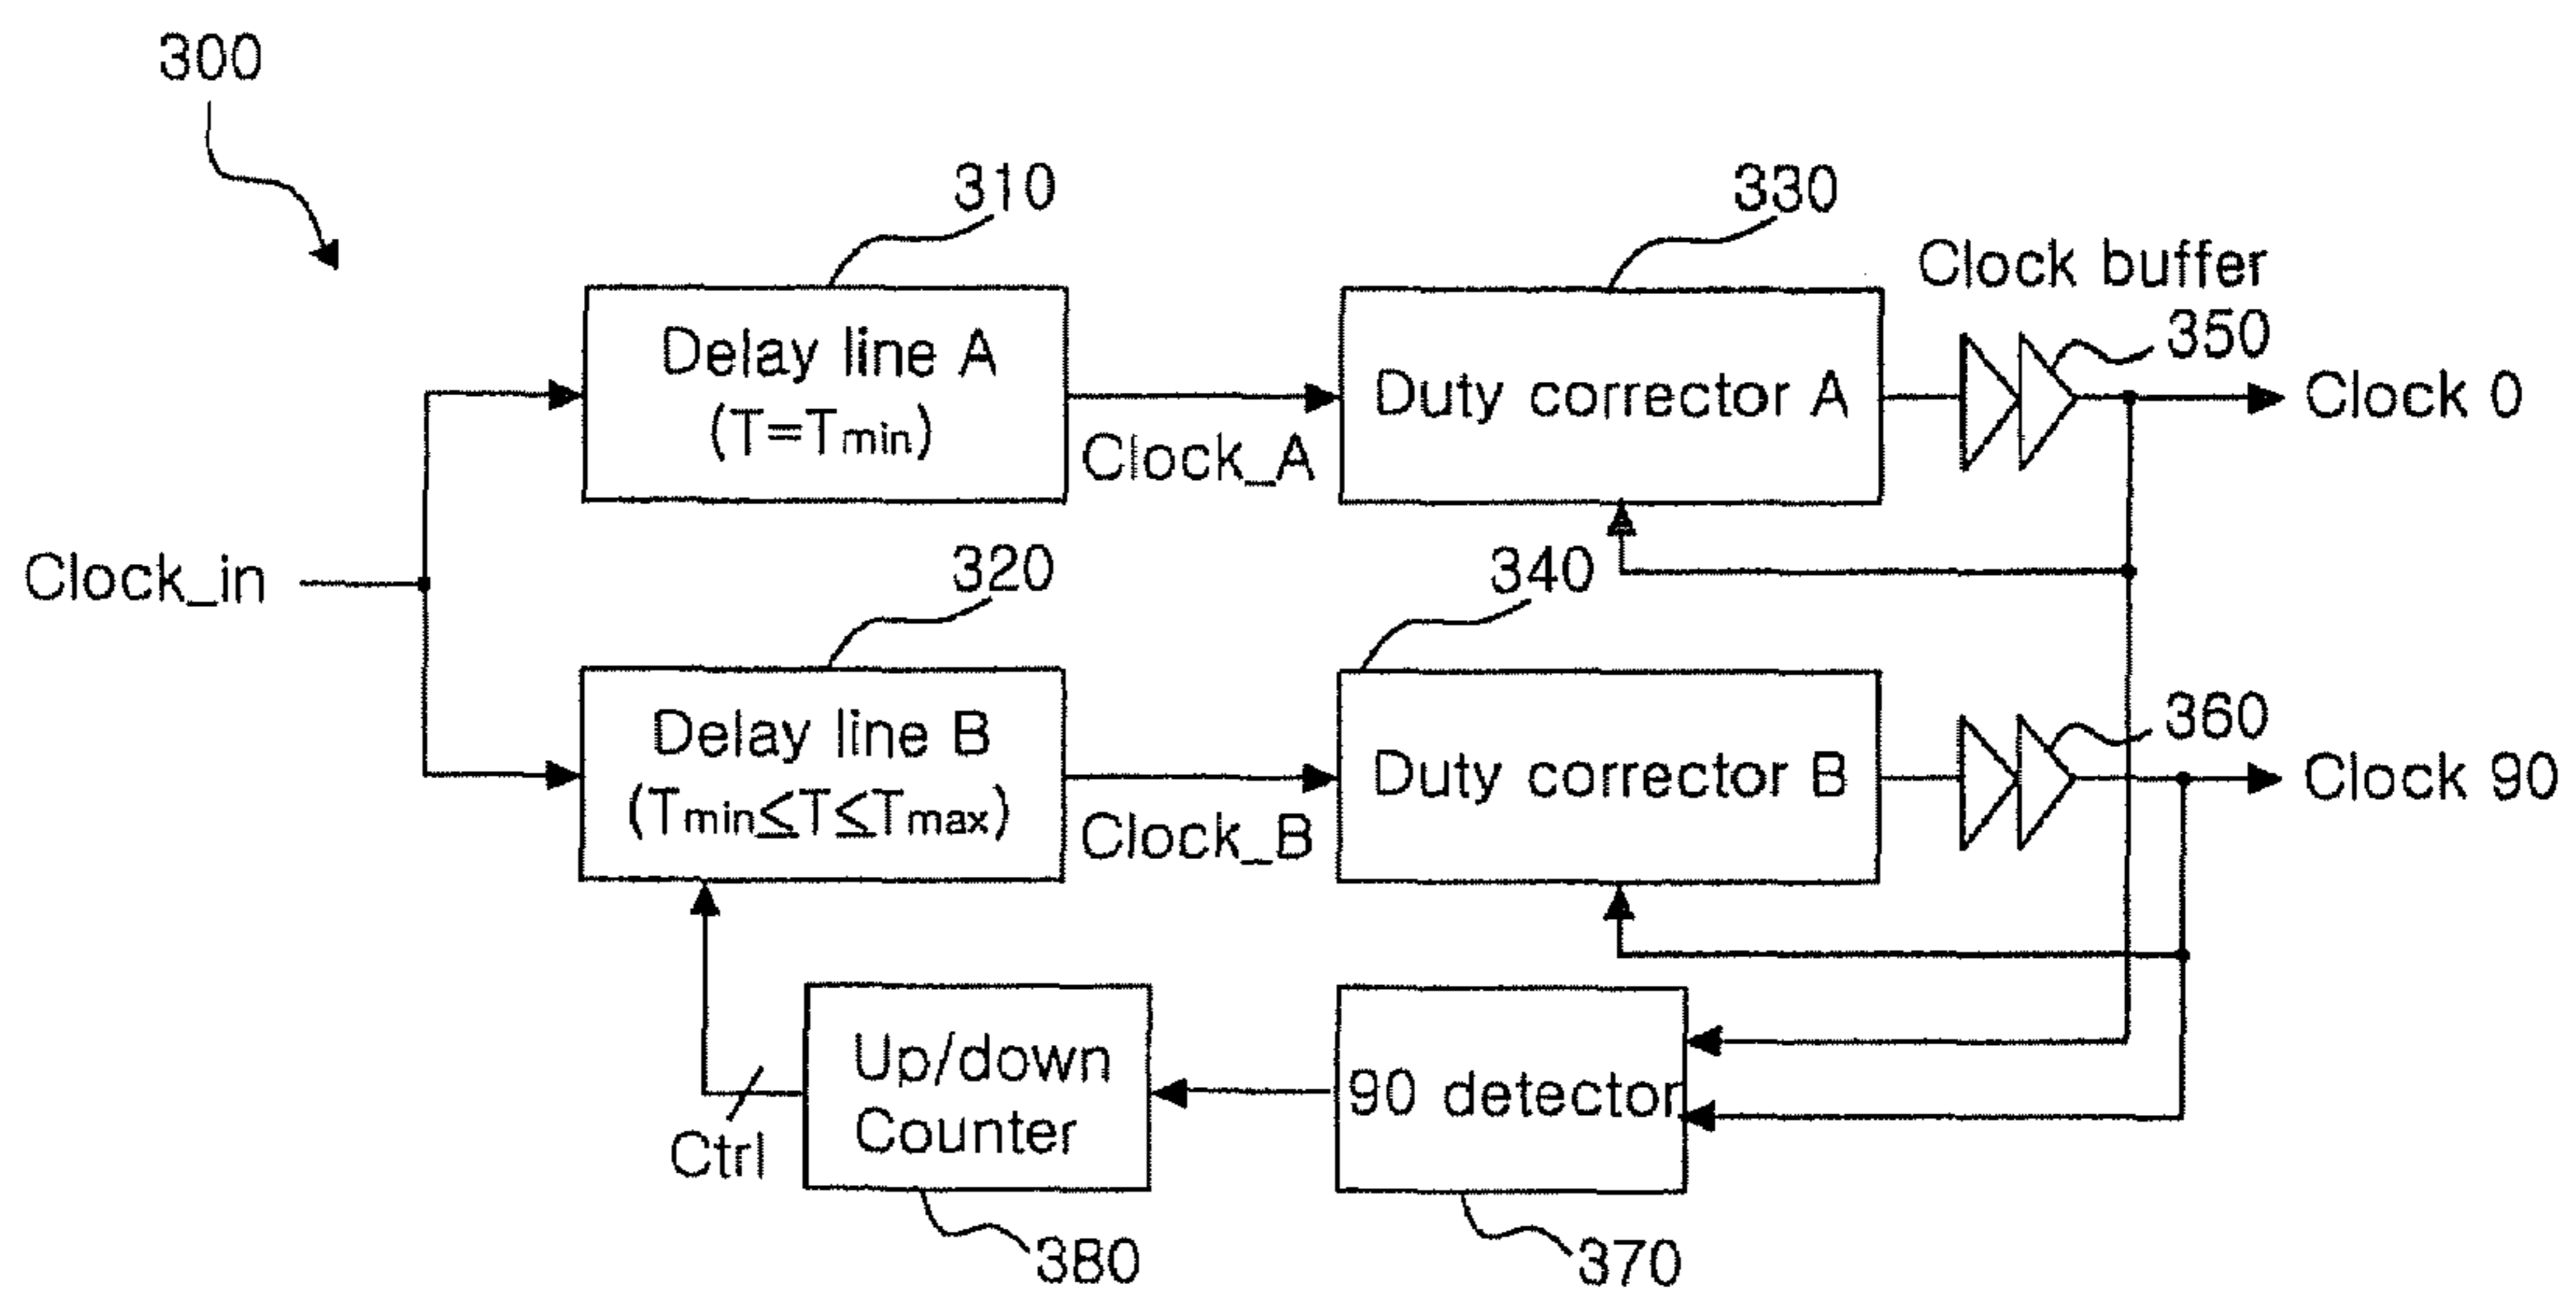 300
310
330
Clock buffer
350
Delay line A
(T=Tmin)
Clock_A
Duty corrector A
Clock 0
Clock_in
320
340
360
Delay line B
(Tmin≤T≤Tmax)
Clock_B
Duty corrector B
Clock 90
Up/down
Counter
90 detector
Ctrl
380
370